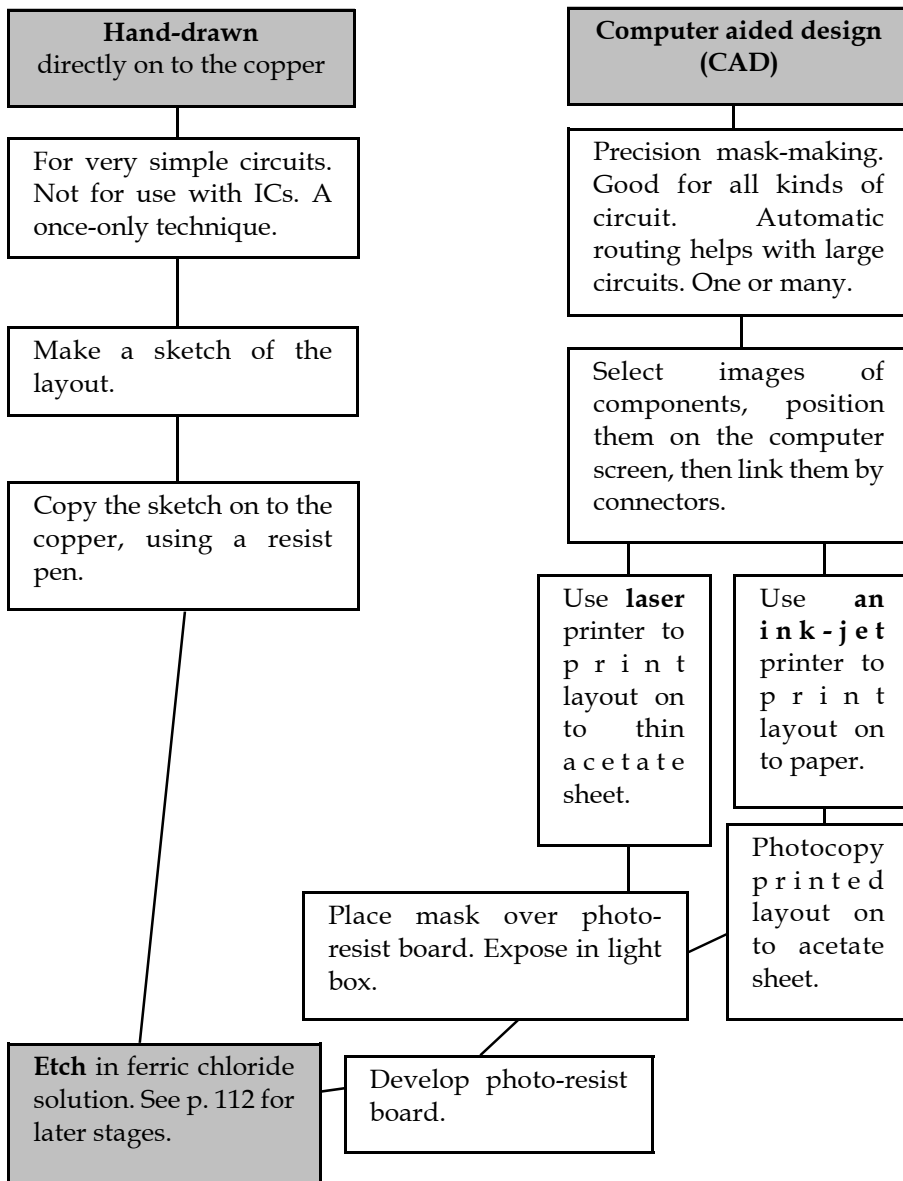 Hand-drawn
directly on to the copper
For very simple circuits.
Not for use with ICs. A
once-only technique.
Make a sketch of the
layout.
Copy the sketch on to the
copper, using a resist
pen.
Computer aided design
(CAD)
Precision mask-making.
Good for all kinds of
circuit. Automatic
routing helps with large
circuits. One or many.
Select images of
components, position
them on the computer
screen, then link them by
connectors.
Use laser
printer to
print
layout on
to thin
acetate
sheet.
Use an
ink-jet
printer to
print
layout on
to paper.
Photocopy
printed
layout on
to acetate
sheet.
Place mask over photo-
resist board. Expose in light
box.
Develop photo-resist
board.
Etch in ferric chloride
solution. See p. 112 for
later stages.